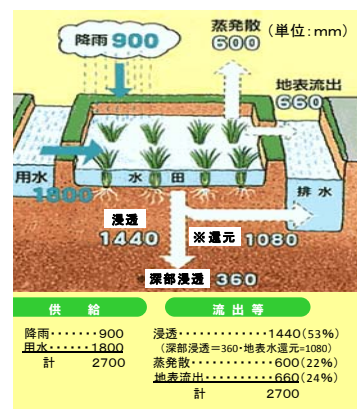 降雨 900
蒸発散
600
(単位:mm)
地表流出
660
用水
1800
水田
排水
浸透
1440
※還元 1080
深部浸透 360
供給
降雨・・・・・・・900
用水・・・・・・1800
計 2700
流出等
浸透・・・・・・・・・・・・・1440(53%)
(深部浸透=360・地表水還元=1080)
蒸発散・・・・・・・・・・・・600(22%)
地表流出・・・・・・・・・・660(24%)
計 2700